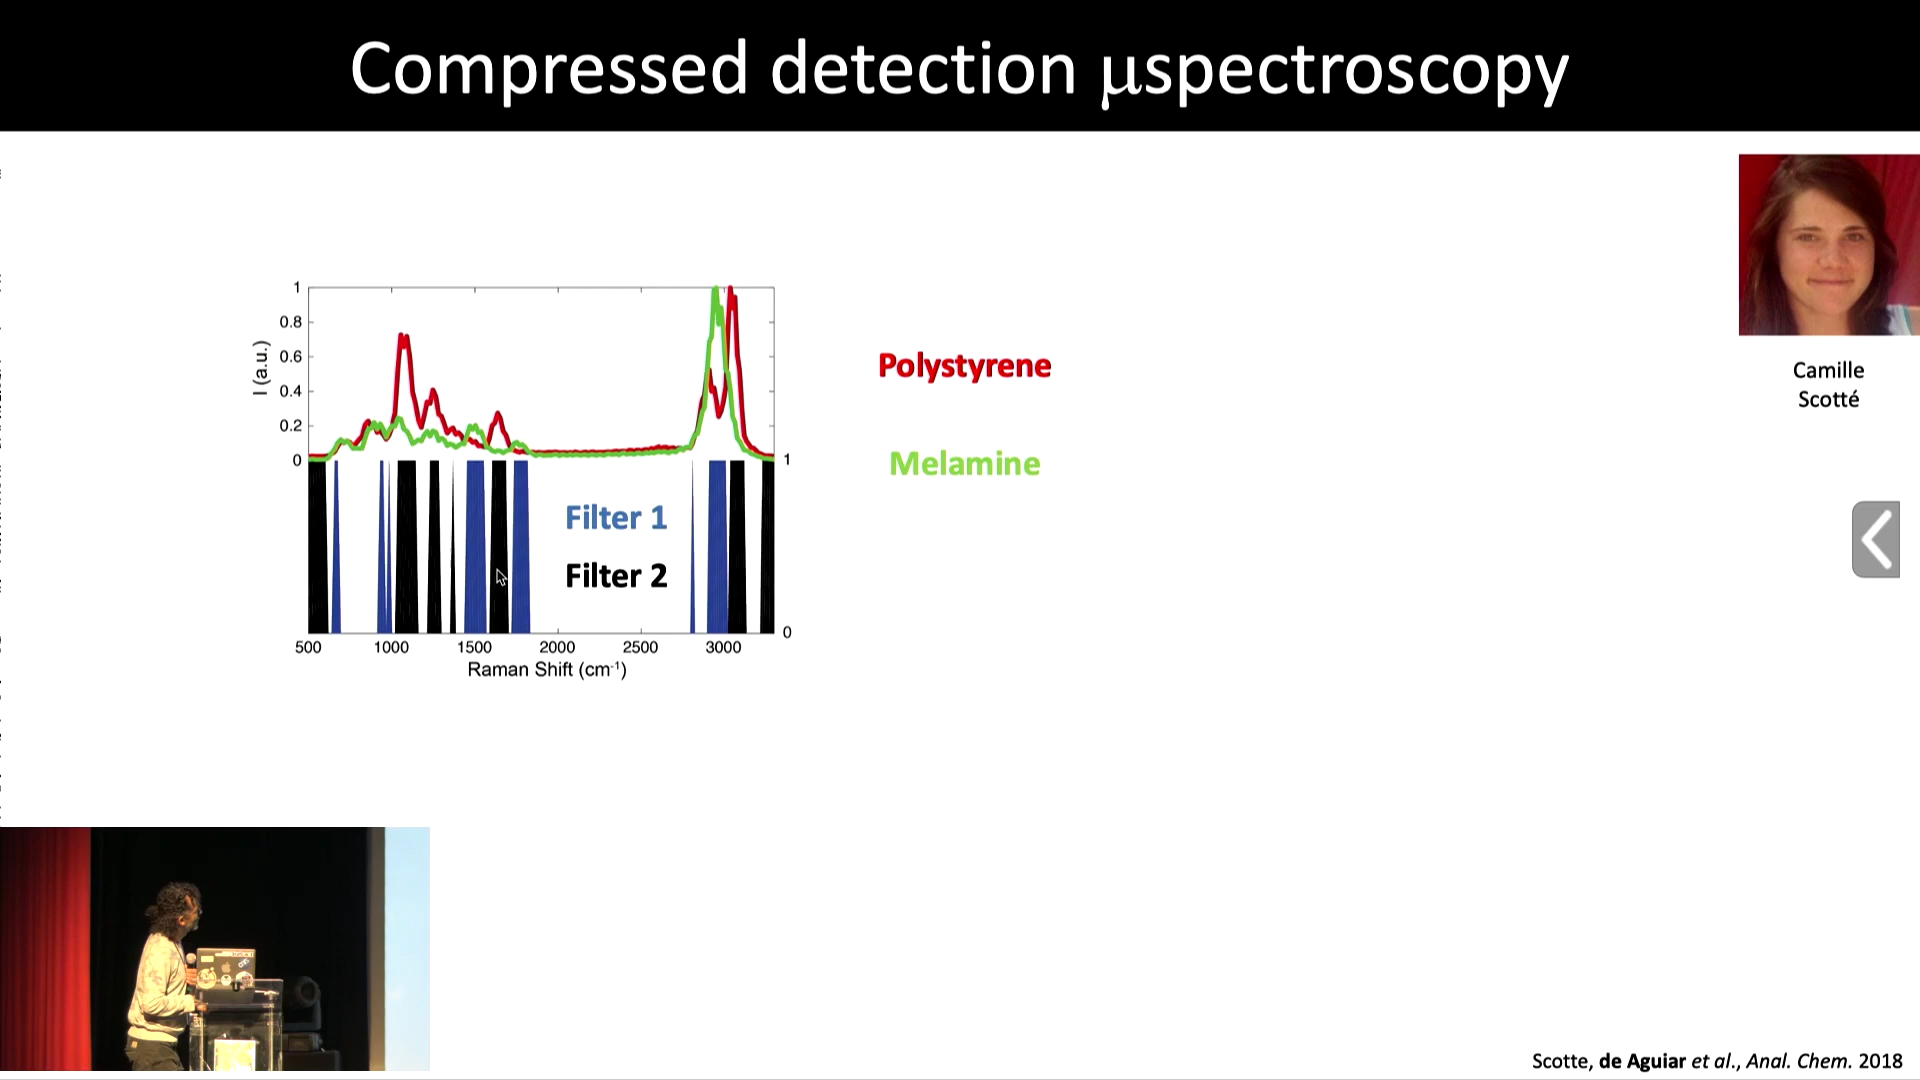 Compressed detection µspectroscopy
1
0.8
0.6
0.4
0.2
0
I (a.u.)
1
0
Filter 1
Filter 2
500 1000 1500 2000 2500 3000
Raman Shift (cm-1)
Polystyrene
Melamine
Camille
Scotté
Scotte, de Aguiar et al., Anal. Chem. 2018